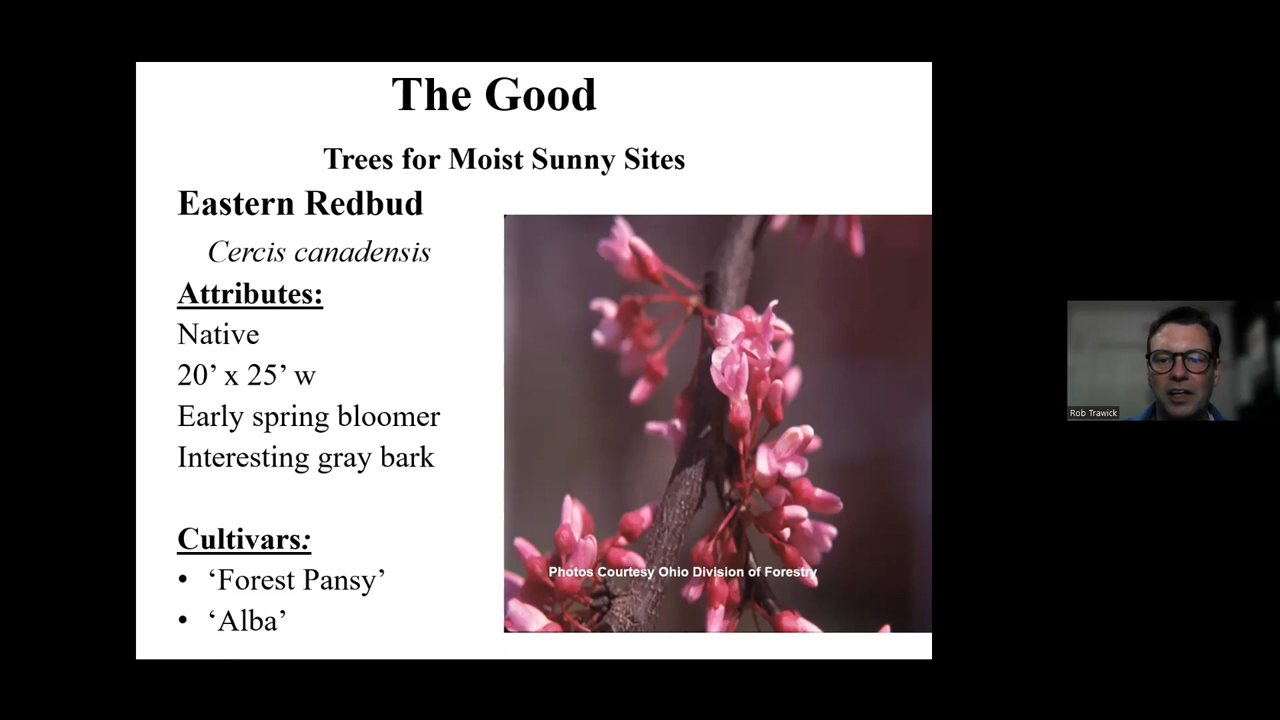 The Good
Trees for Moist Sunny Sites
Eastern Redbud
Cercis canadensis
Attributes:
Native
20’ x 25’ w
Early spring bloomer
Interesting gray bark
Cultivars:
• ‘Forest Pansy’
• ‘Alba’
Photos Courtesy Ohio Division of Forestry
Rob Trawick